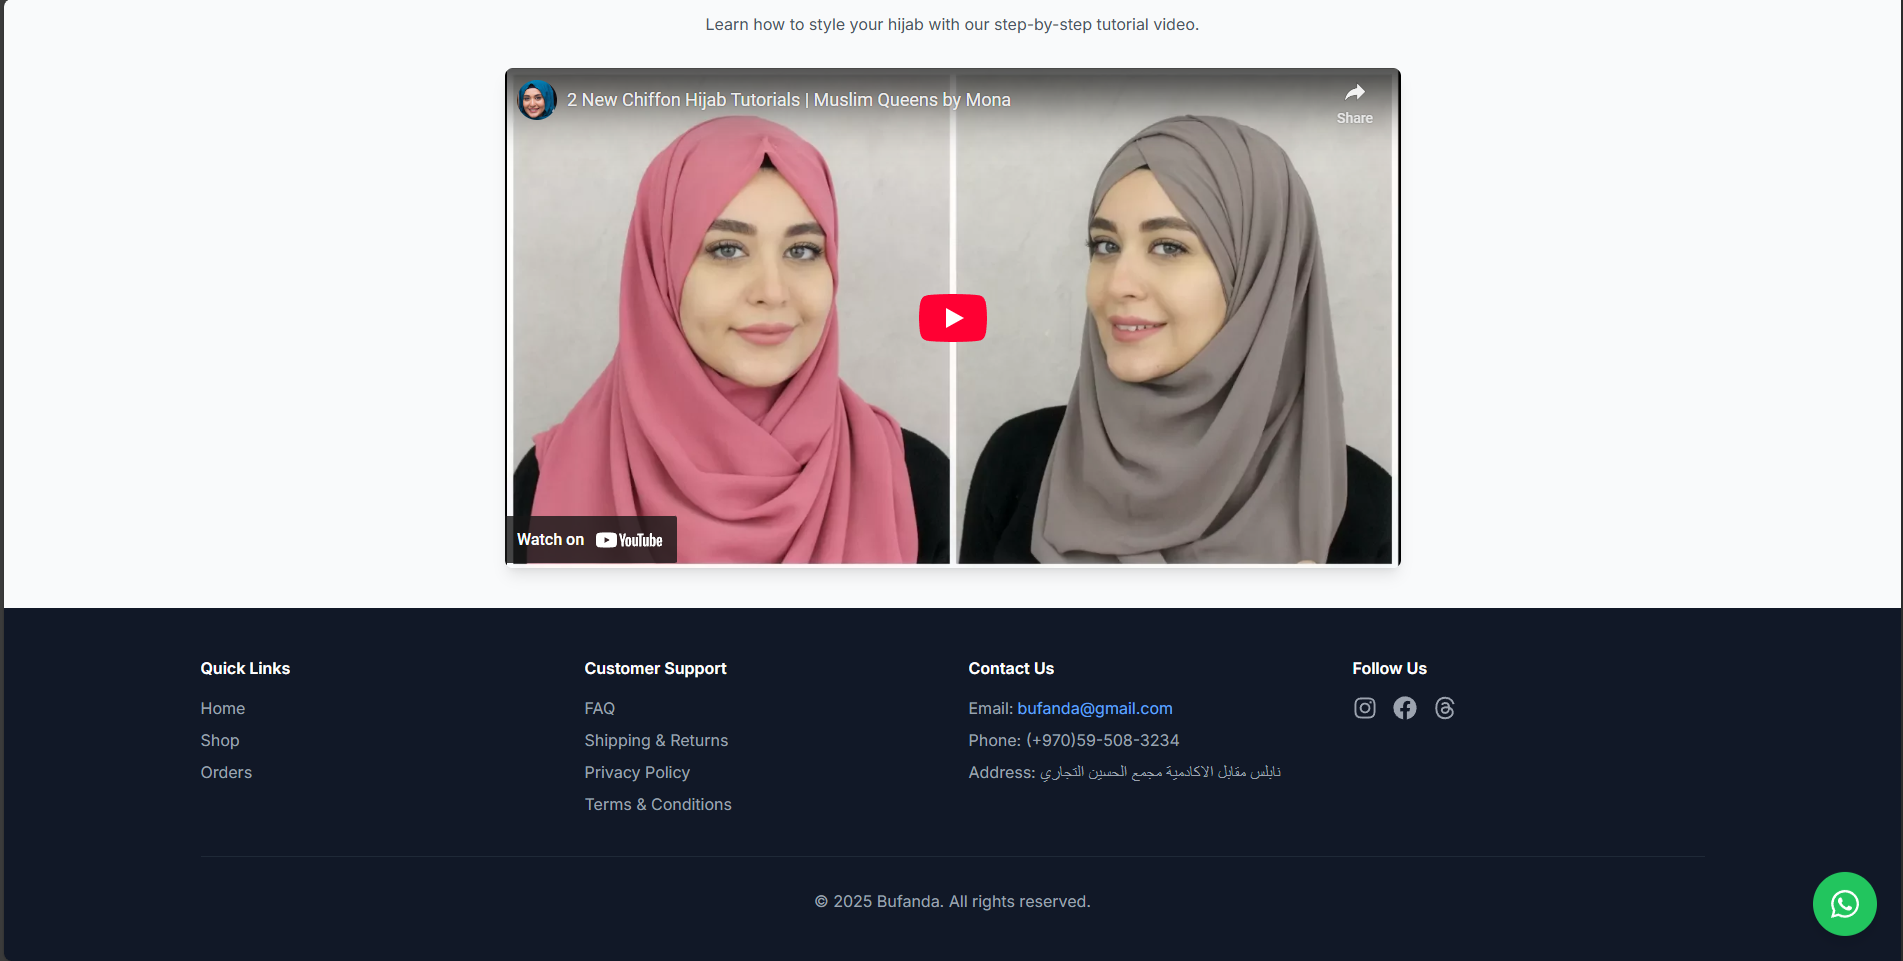 Learn how to style your hijab with our step-by-step tutorial video.
2 New Chiffon Hijab Tutorials | Muslim Queens by Mona
Share
Watch on YouTube
Quick Links
Home
Shop
Orders
Customer Support
FAQ
Shipping & Returns
Privacy Policy
Terms & Conditions
Contact Us
Email: bufanda@gmail.com
Phone: (+970)59-508-3234
Address: نابلس مقابل الاكادمية مجمع الحسين التجاري
Follow Us
© 2025 Bufanda. All rights reserved.